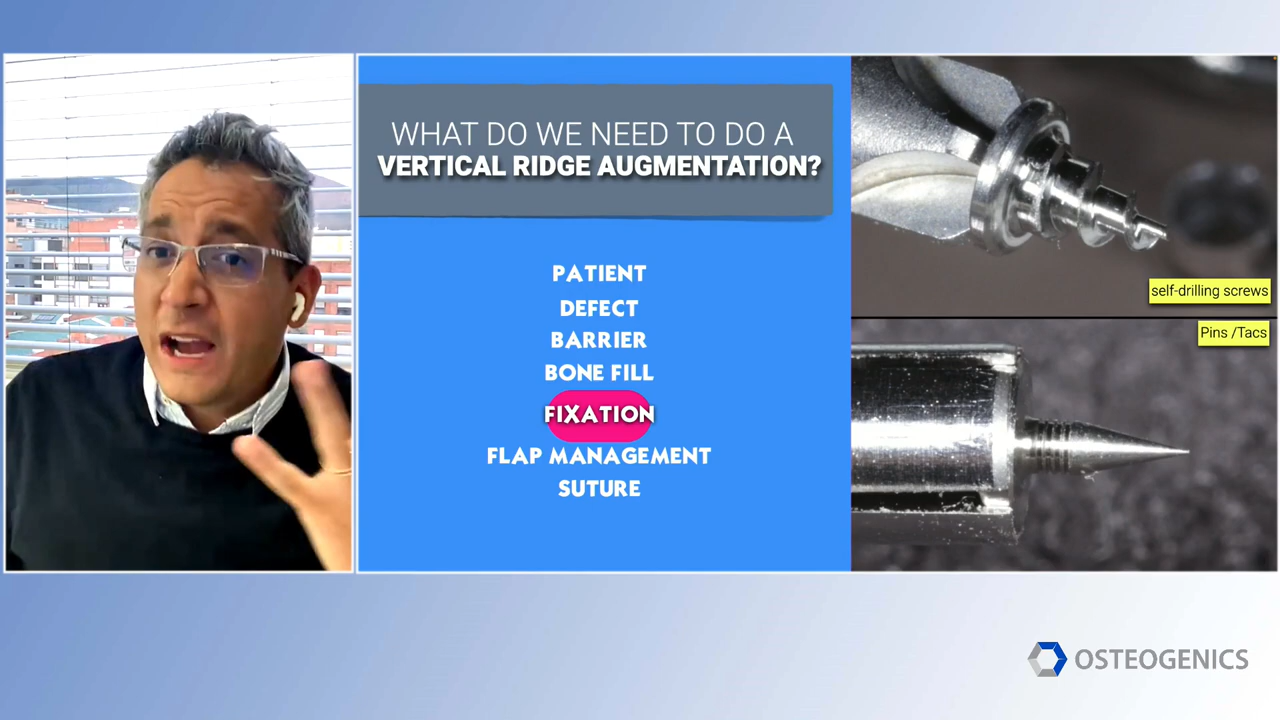 WHAT DO WE NEED TO DO A
VERTICAL RIDGE AUGMENTATION?
PATIENT
DEFECT
BARRIER
BONE FILL
FIXATION
FLAP MANAGEMENT
SUTURE
self-drilling screws
Pins /Tacs
OSTEOGENICS